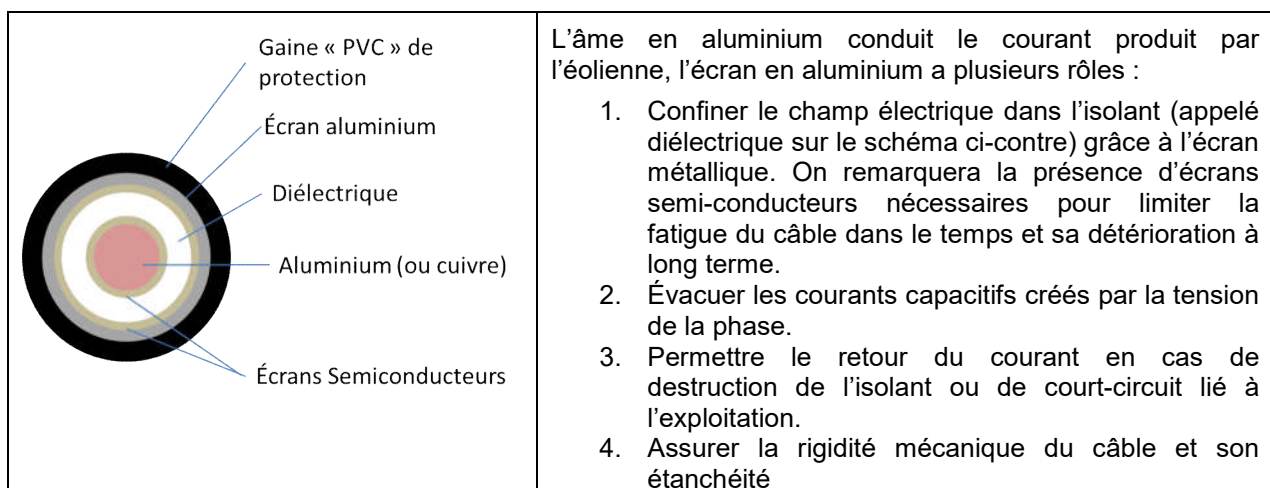 Gaine « PVC » de
protection
Écran aluminium
Diélectrique
Aluminium (ou cuivre)
Écrans Semiconducteurs
L’âme en aluminium conduit le courant produit par
l’éolienne, l’écran en aluminium a plusieurs rôles :
1. Confiner le champ électrique dans l’isolant (appelé
diélectrique sur le schéma ci-contre) grâce à l’écran
métallique. On remarquera la présence d’écrans
semi-conducteurs nécessaires pour limiter la
fatigue du câble dans le temps et sa détérioration à
long terme.
2. Évacuer les courants capacitifs créés par la tension
de la phase.
3. Permettre le retour du courant en cas de
destruction de l’isolant ou de court-circuit lié à
l’exploitation.
4. Assurer la rigidité mécanique du câble et son
étanchéité